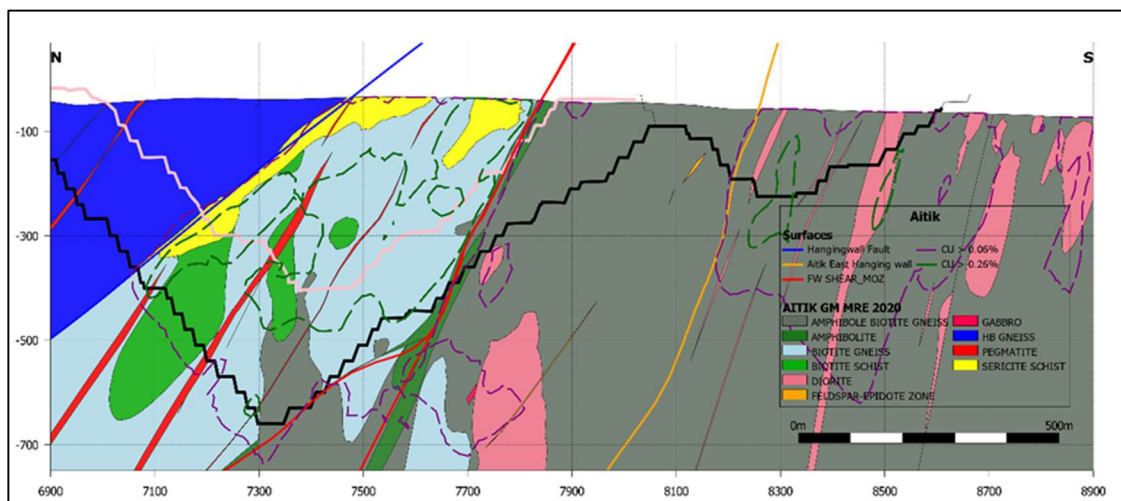 N
S
-100
-300
-500
-700
Aitik
Surfaces
Hangingwall Fault
CU > 0.06%
Aitik East Hanging wall
CU > 0.26%
FW SHEAR_MOZ
AITIK GM MRE 2020
AMPHIBOLE BIOTITE GNEISS
GABBRO
AMPHIBOLITE
HB GNEISS
BIOTITE GNEISS
PEGMATITE
BIOTITE SCHIST
SERICITE SCHIST
DIORITE
FELDSPAR-EPIDOTE ZONE
0m
500m
6900 7100 7300 7500 7700 7900 8100 8300 8500 8700 8900